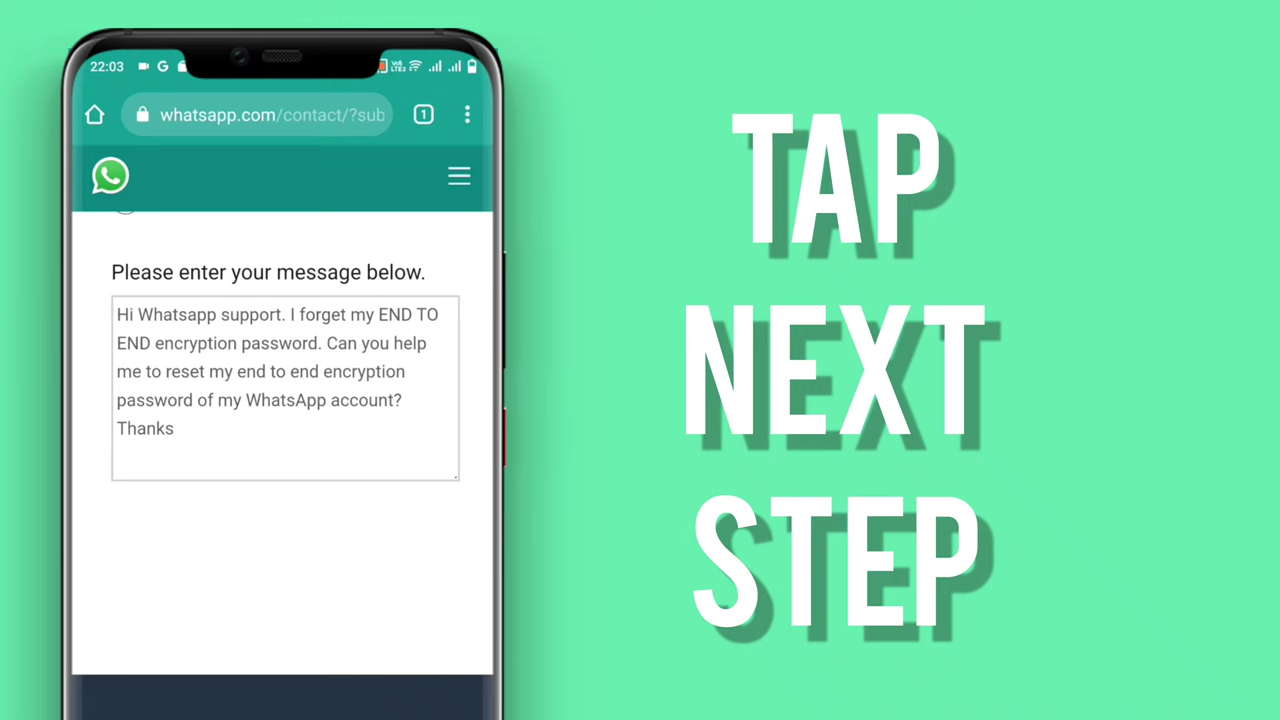 22:03
VoI
LTE2
whatsapp.com/contact/?sub
1
Please enter your message below.
Hi Whatsapp support. I forget my END TO
END encryption password. Can you help
me to reset my end to end encryption
password of my WhatsApp account?
Thanks
TAP
NEXT
STEP